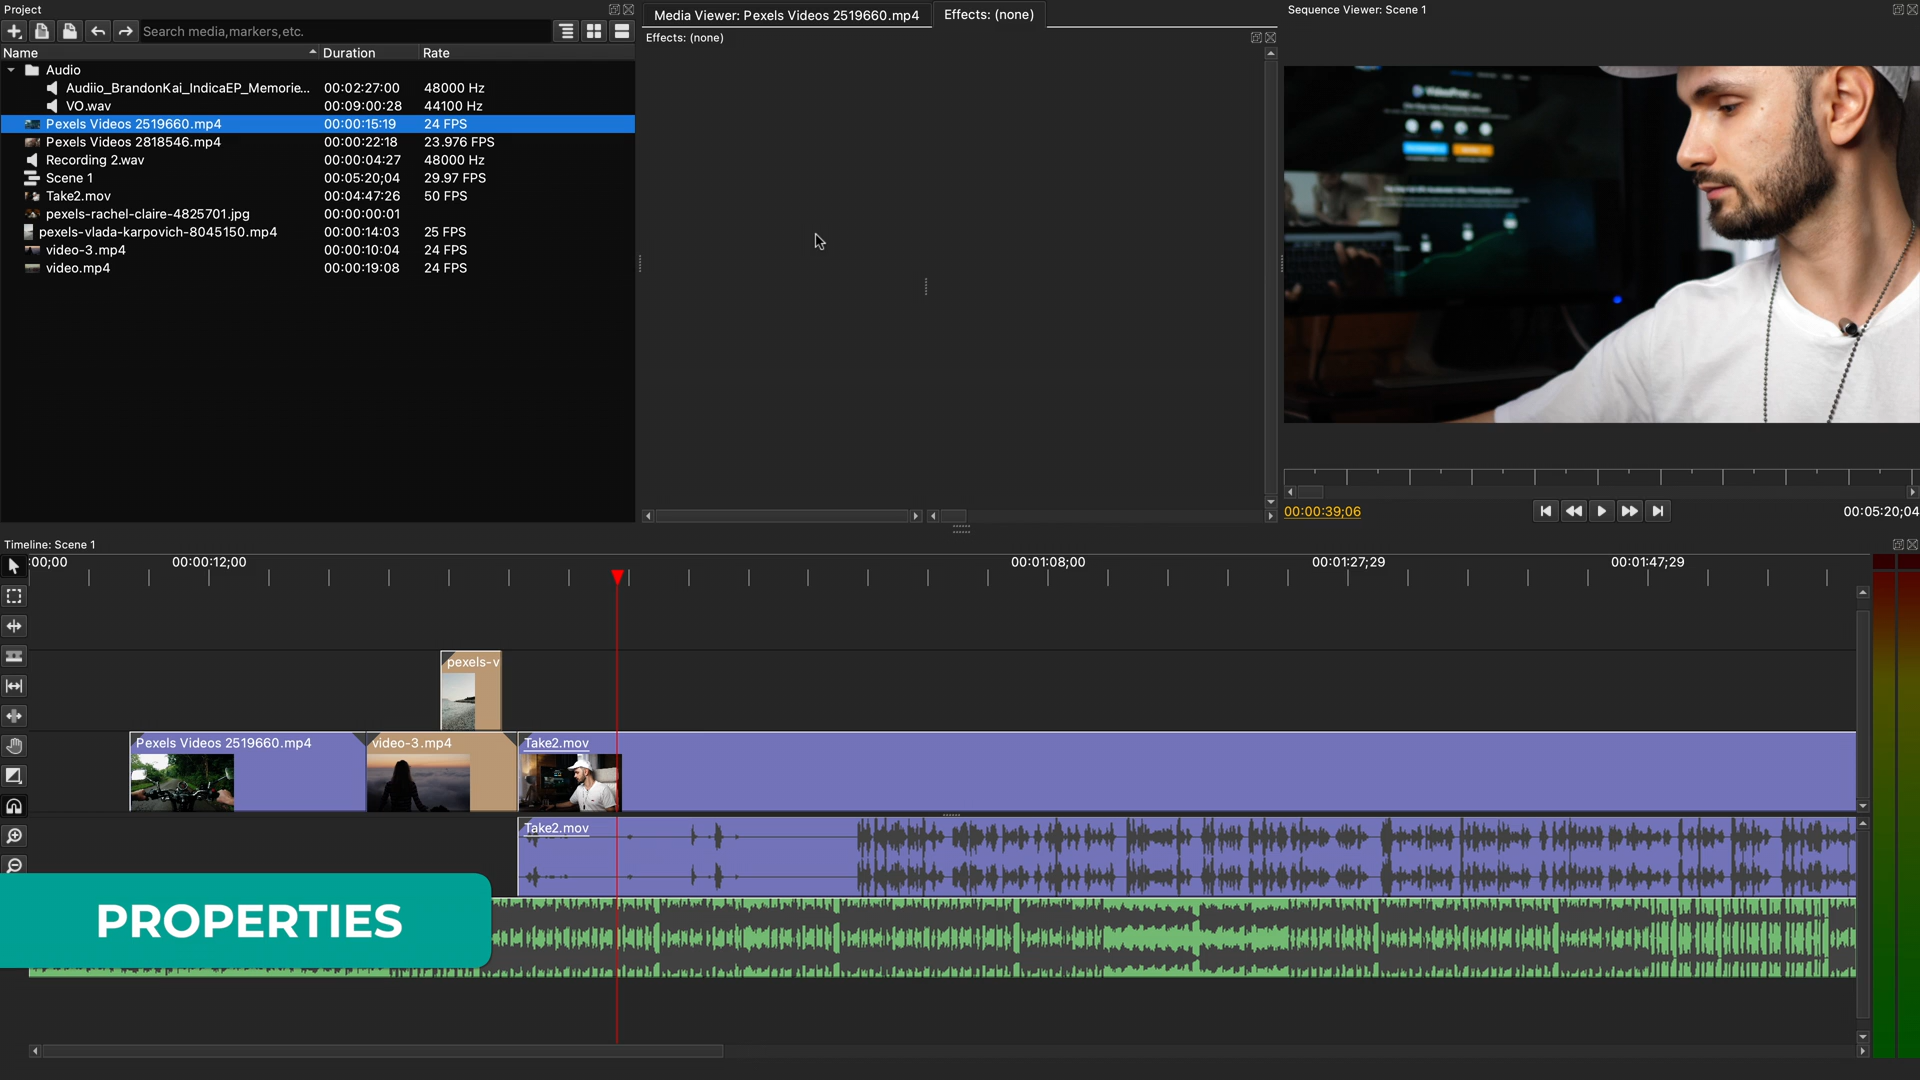 Project
Media Viewer: Pexels Videos 2519660.mp4
Effects: (none)
Sequence Viewer: Scene 1
Search media,markers,etc.
Effects: (none)
Name Duration Rate
Audio
Audiio_BrandonKai_IndicaEP_Memorie... 00:02:27:00 48000 Hz
VO.wav 00:09:00:28 44100 Hz
Pexels Videos 2519660.mp4 00:00:15:19 24 FPS
Pexels Videos 2818546.mp4 00:00:22:18 23.976 FPS
Recording 2.wav 00:00:04:27 48000 Hz
Scene 1 00:05:20;04 29.97 FPS
Take2.mov 00:04:47:26 50 FPS
pexels-rachel-claire-4825701.jpg 00:00:00:01
pexels-vlada-karpovich-8045150.mp4 00:00:14:03 25 FPS
video-3.mp4 00:00:10:04 24 FPS
video.mp4 00:00:19:08 24 FPS
VideoProc
00:00:39;06
00:05:20;04
Timeline: Scene 1
:00;00 00:00:12;00 00:01:08;00 00:01:27;29 00:01:47;29
pexels-v
Pexels Videos 2519660.mp4
video-3.mp4
Take2.mov
Take2.mov
PROPERTIES